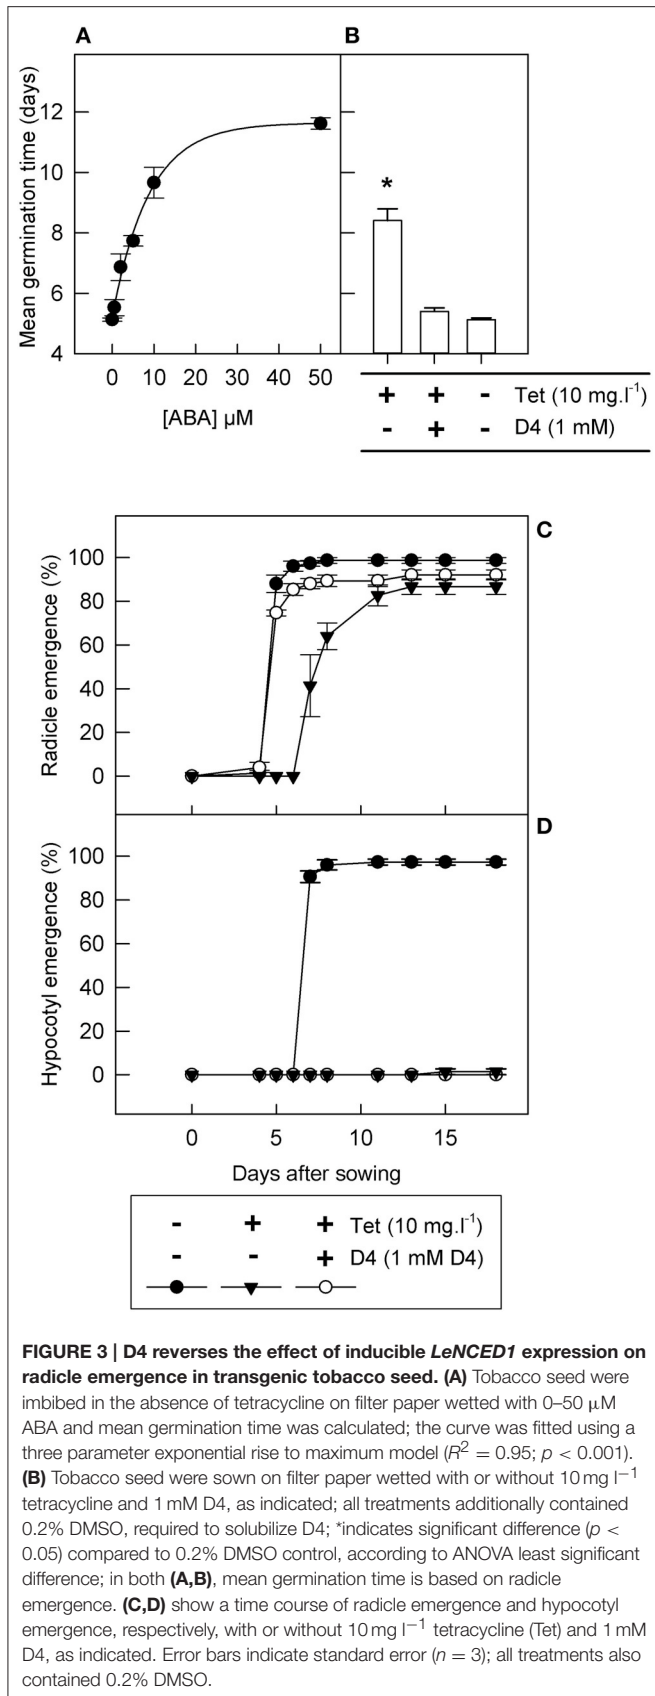 A
B
Mean germination time (days)
12
10
8
6
4
*
0 10 20 30 40 50
[ABA] µM
+ + - Tet (10 mg.l⁻¹)
- + - D4 (1 mM)
C
Radicle emergence (%)
100
80
60
40
20
0
D
Hypocotyl emergence (%)
100
80
60
40
20
0
0 5 10 15
Days after sowing
- + + Tet (10 mg.l⁻¹)
- - + D4 (1 mM D4)
FIGURE 3 | D4 reverses the effect of inducible LeNCED1 expression on
radicle emergence in transgenic tobacco seed. (A) Tobacco seed were
imbibed in the absence of tetracycline on filter paper wetted with 0–50 µM
ABA and mean germination time was calculated; the curve was fitted using a
three parameter exponential rise to maximum model (R² = 0.95; p < 0.001).
(B) Tobacco seed were sown on filter paper wetted with or without 10 mg l⁻¹
tetracycline and 1 mM D4, as indicated; all treatments additionally contained
0.2% DMSO, required to solubilize D4; *indicates significant difference (p <
0.05) compared to 0.2% DMSO control, according to ANOVA least significant
difference; in both (A,B), mean germination time is based on radicle
emergence. (C,D) show a time course of radicle emergence and hypocotyl
emergence, respectively, with or without 10 mg l⁻¹ tetracycline (Tet) and 1 mM
D4, as indicated. Error bars indicate standard error (n = 3); all treatments also
contained 0.2% DMSO.